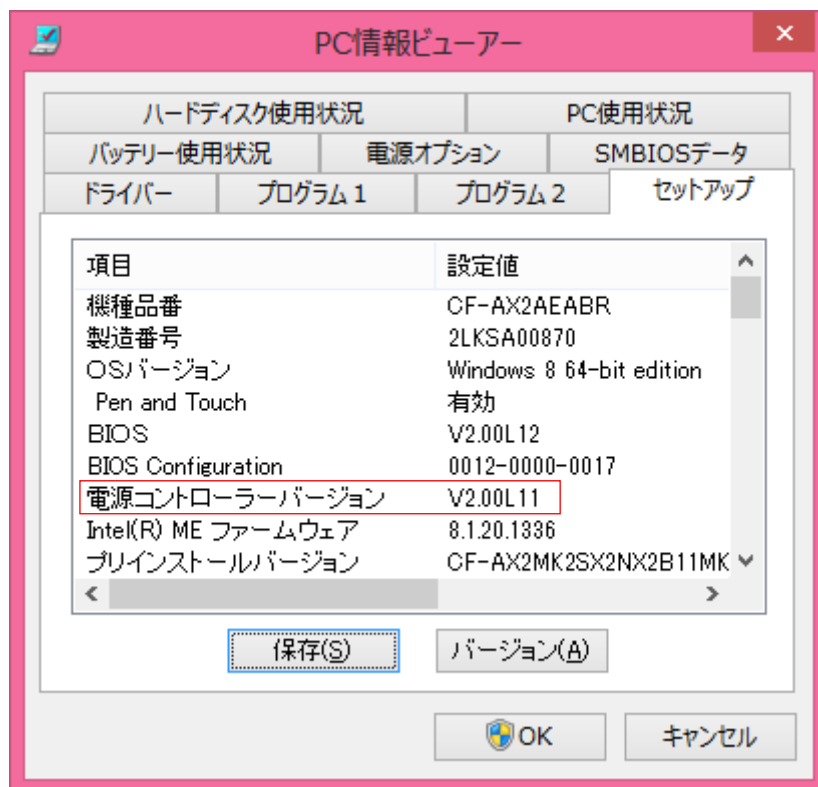 PC情報ビューアー
ハードディスク使用状況 PC使用状況
バッテリー使用状況 電源オプション SMBIOSデータ
ドライバー プログラム1 プログラム2 セットアップ
項目 設定値
機種品番 CF-AX2AEABR
製造番号 2LKSA00870
OSバージョン Windows 8 64-bit edition
Pen and Touch 有効
BIOS V2.00L12
BIOS Configuration 0012-0000-0017
電源コントローラーバージョン V2.00L11
Intel(R) ME ファームウェア 8.1.20.1336
プリインストールバージョン CF-AX2MK2SX2NX2B11MK
保存(S) バージョン(A)
OK キャンセル